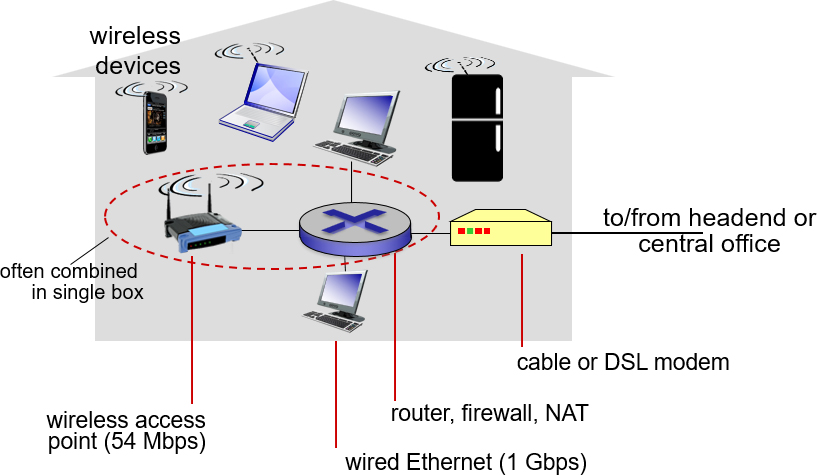 wireless
devices
to/from headend or
central office
often combined
in single box
cable or DSL modem
router, firewall, NAT
wireless access
point (54 Mbps)
wired Ethernet (1 Gbps)